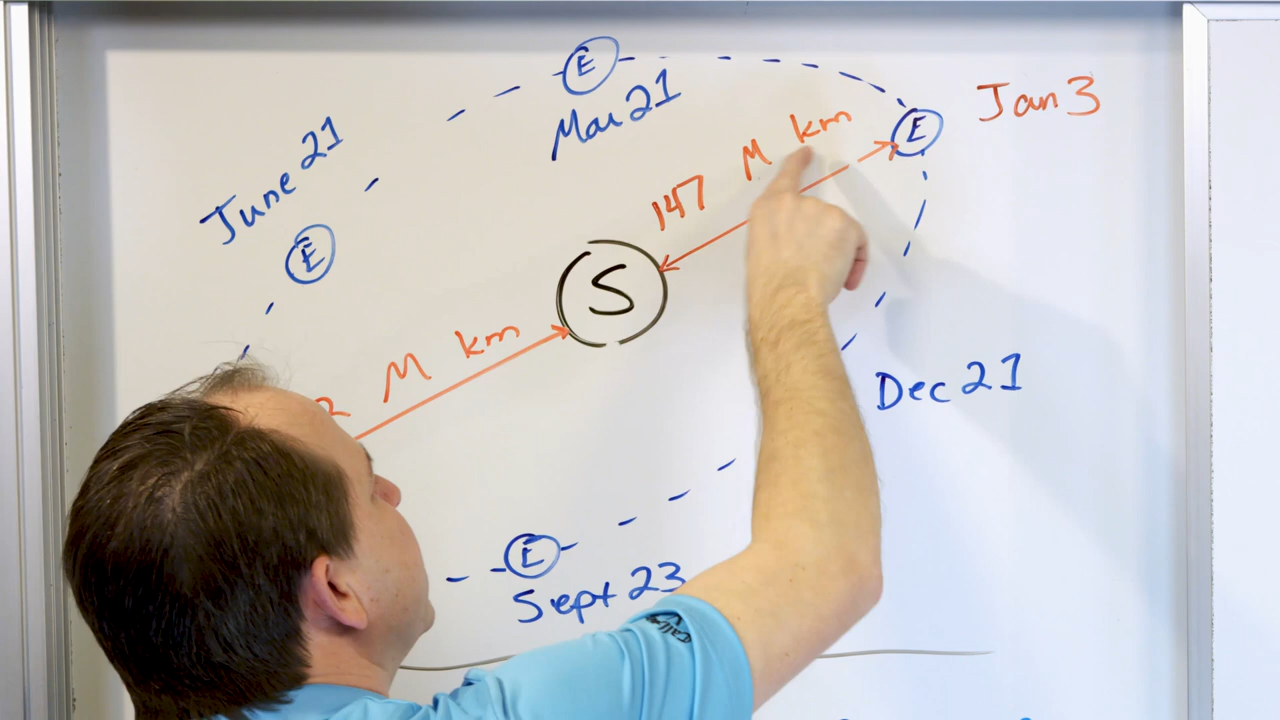 E
Mar 21
Jan 3
E
June 21
E
147 M km
S
M km
Dec 21
E
Sept 23